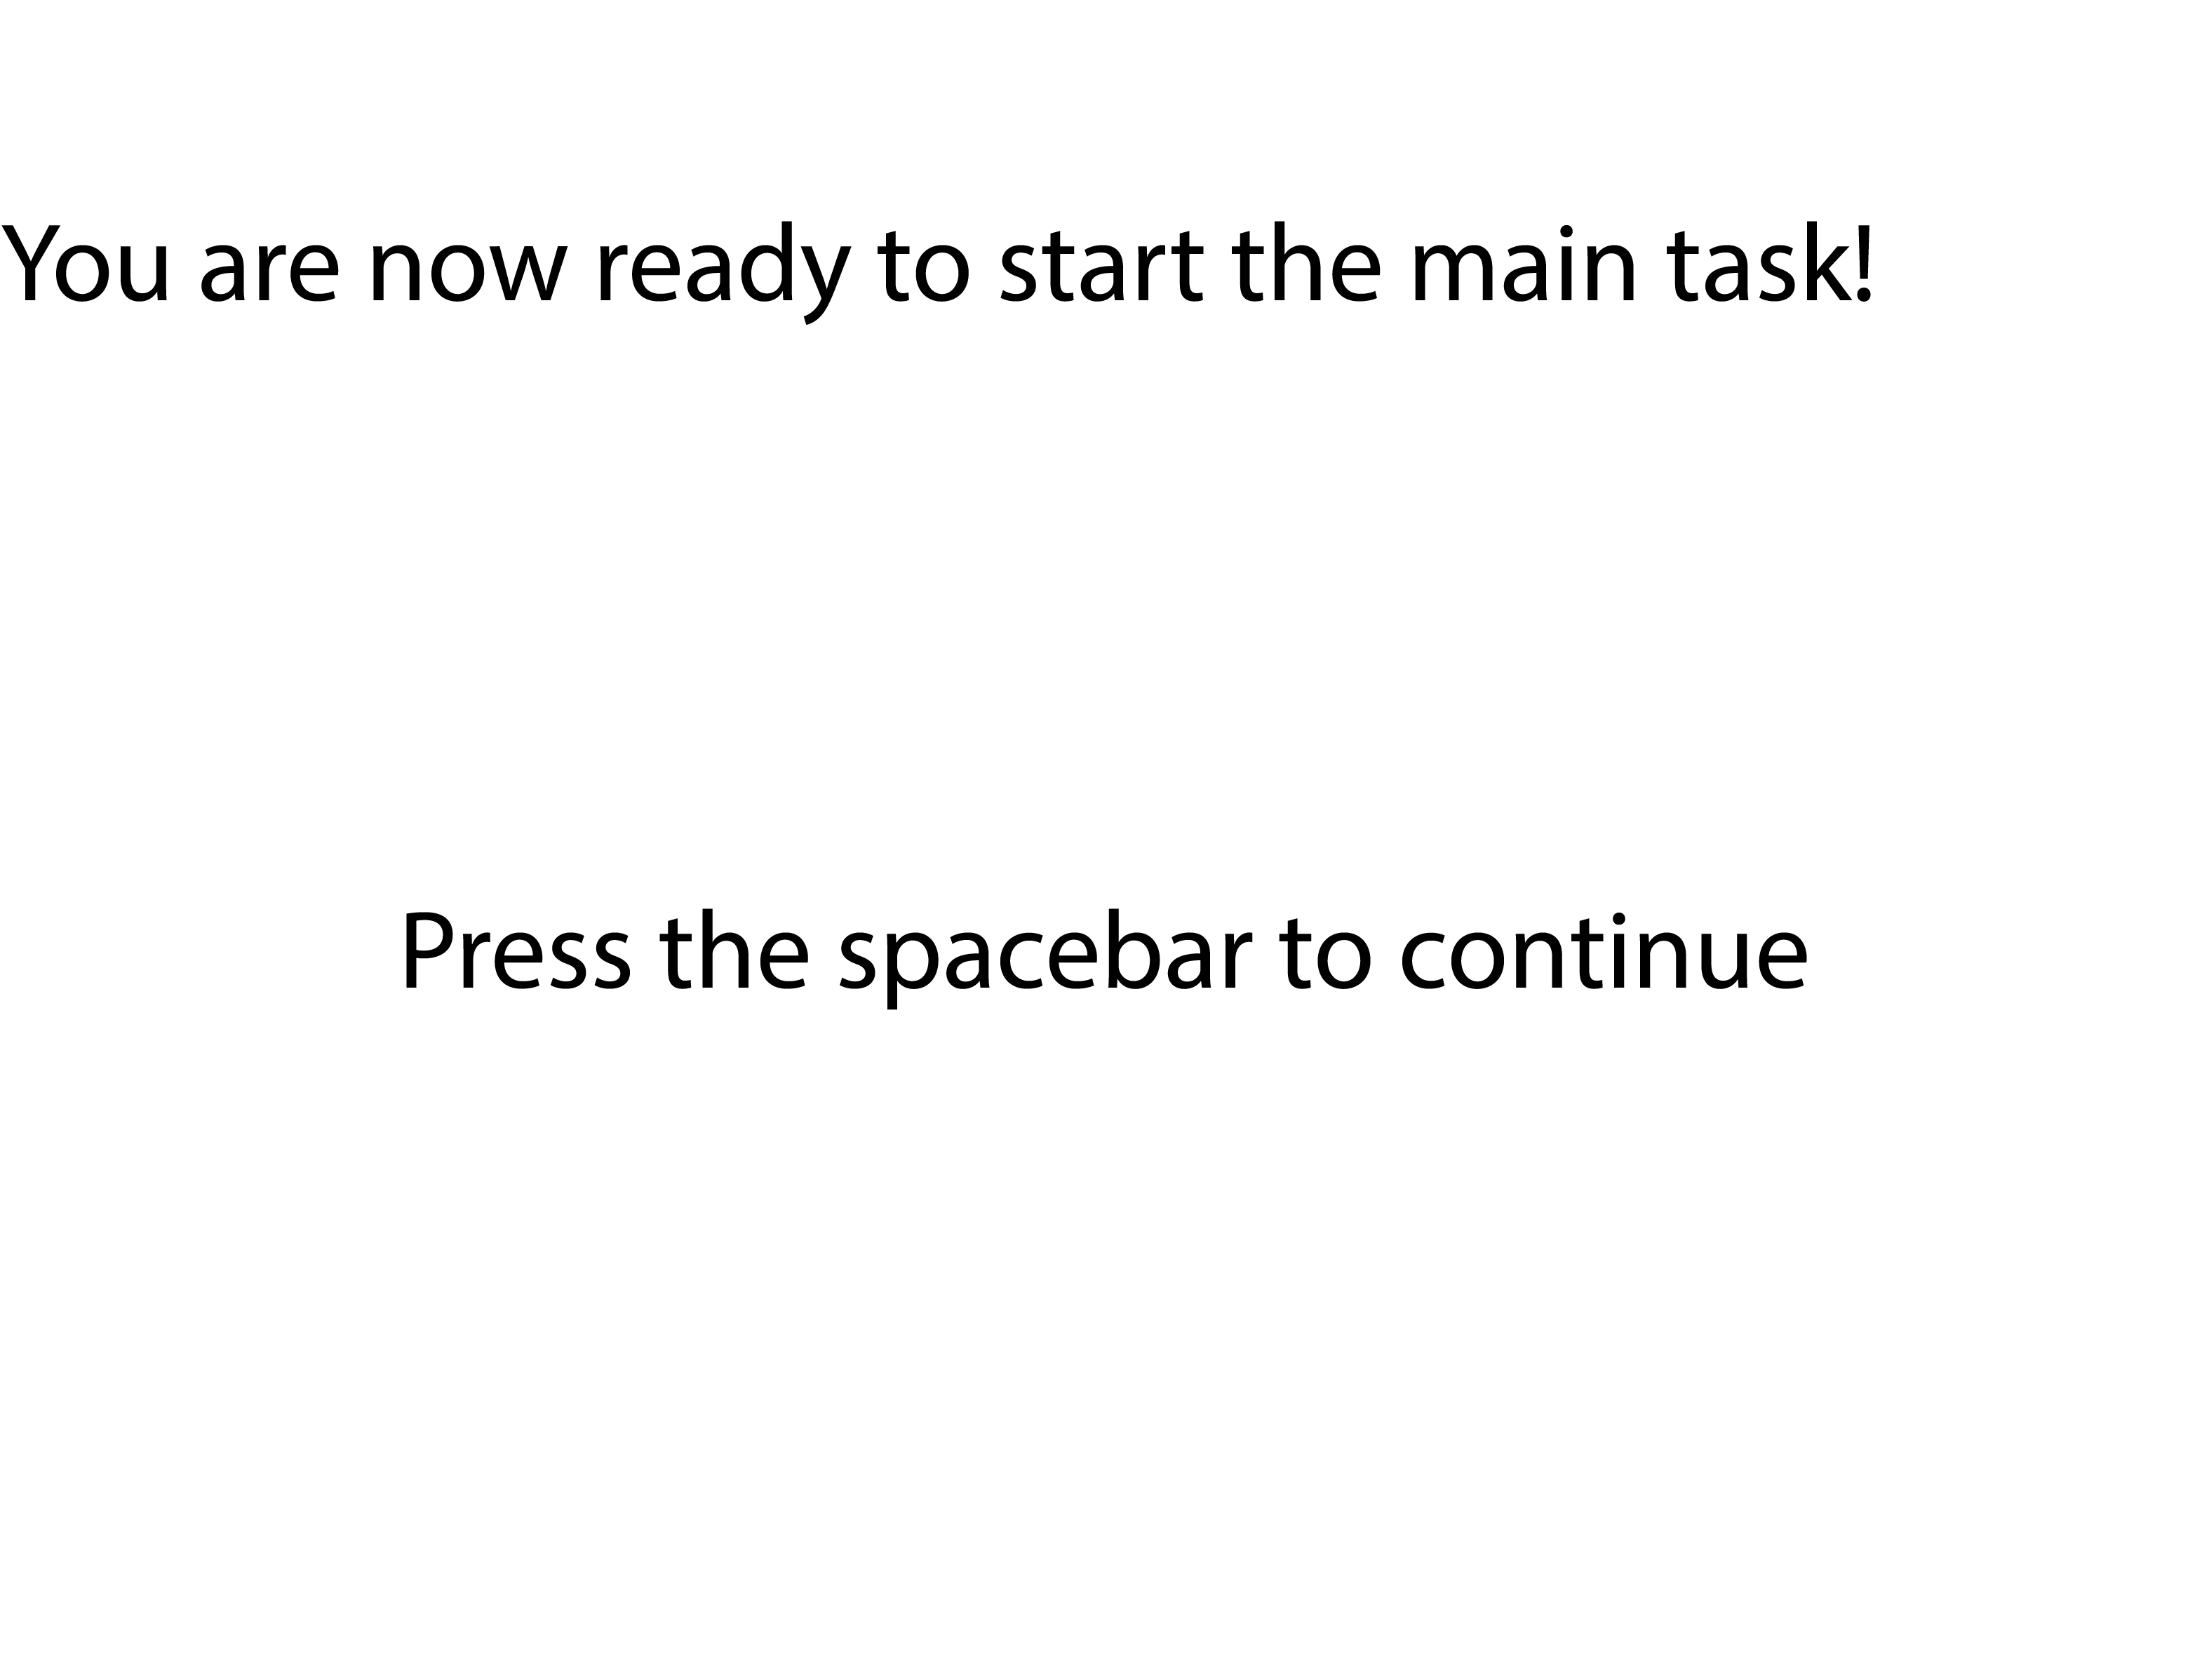 You are now ready to start the main task!
Press the spacebar to continue